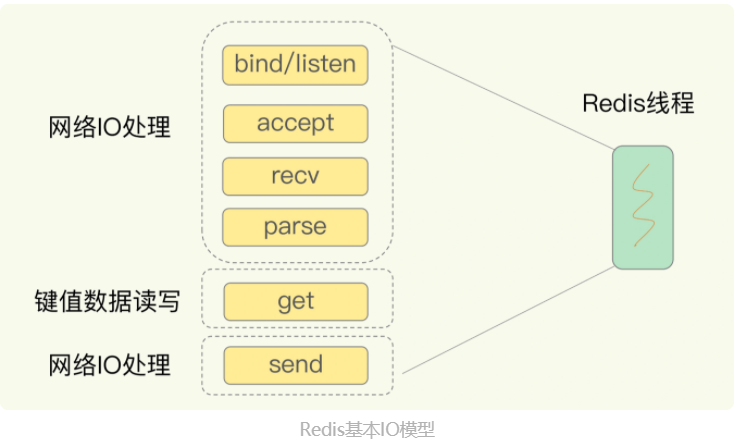 bind/listen
Redis线程
网络IO处理
accept
recv
parse
键值数据读写
get
网络IO处理
send
Redis基本IO模型